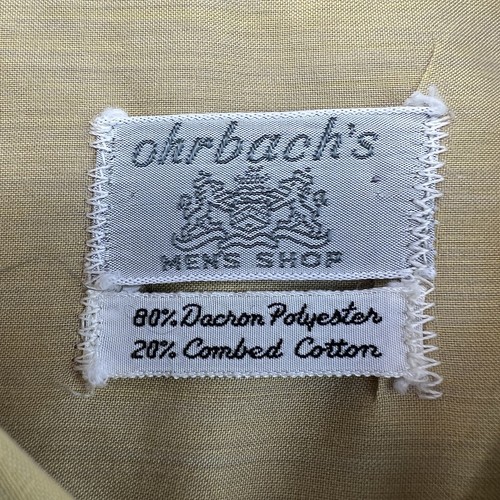 ohrbach's
MEN'S SHOP
80% Dacron Polyester
20% Combed Cotton